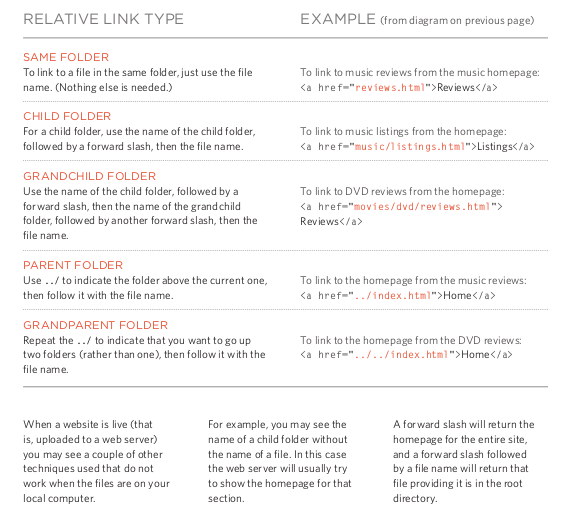 RELATIVE LINK TYPE
EXAMPLE (from diagram on previous page)
SAME FOLDER
To link to a file in the same folder, just use the file
name. (Nothing else is needed.)
To link to music reviews from the music homepage:
<a href="reviews.html">Reviews</a>
CHILD FOLDER
For a child folder, use the name of the child folder,
followed by a forward slash, then the file name.
To link to music listings from the homepage:
<a href="music/listings.html">Listings</a>
GRANDCHILD FOLDER
Use the name of the child folder, followed by a
forward slash, then the name of the grandchild
folder, followed by another forward slash, then the
file name.
To link to DVD reviews from the homepage:
<a href="movies/dvd/reviews.html">
Reviews</a>
PARENT FOLDER
Use ../ to indicate the folder above the current one,
then follow it with the file name.
To link to the homepage from the music reviews:
<a href="../index.html">Home</a>
GRANDPARENT FOLDER
Repeat the ../ to indicate that you want to go up
two folders (rather than one), then follow it with the
file name.
To link to the homepage from the DVD reviews:
<a href="../../index.html">Home</a>
When a website is live (that
is, uploaded to a web server)
you may see a couple of other
techniques used that do not
work when the files are on your
local computer.
For example, you may see the
name of a child folder without
the name of a file. In this case
the web server will usually try
to show the homepage for that
section.
A forward slash will return the
homepage for the entire site,
and a forward slash followed
by a file name will return that
file providing it is in the root
directory.